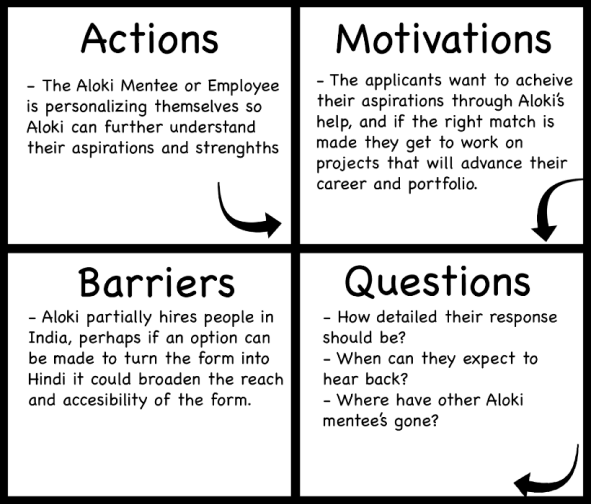 Actions
- The Aloki Mentee or Employee
is personalizing themselves so
Aloki can further understand
their aspirations and strenghths
Motivations
- The applicants want to acheive
their aspirations through Aloki's
help, and if the right match is
made they get to work on
projects that will advance their
career and portfolio.
Barriers
- Aloki partially hires people in
India, perhaps if an option can
be made to turn the form into
Hindi it could broaden the reach
and accesibility of the form.
Questions
- How detailed their response
should be?
- When can they expect to
hear back?
- Where have other Aloki
mentee's gone?